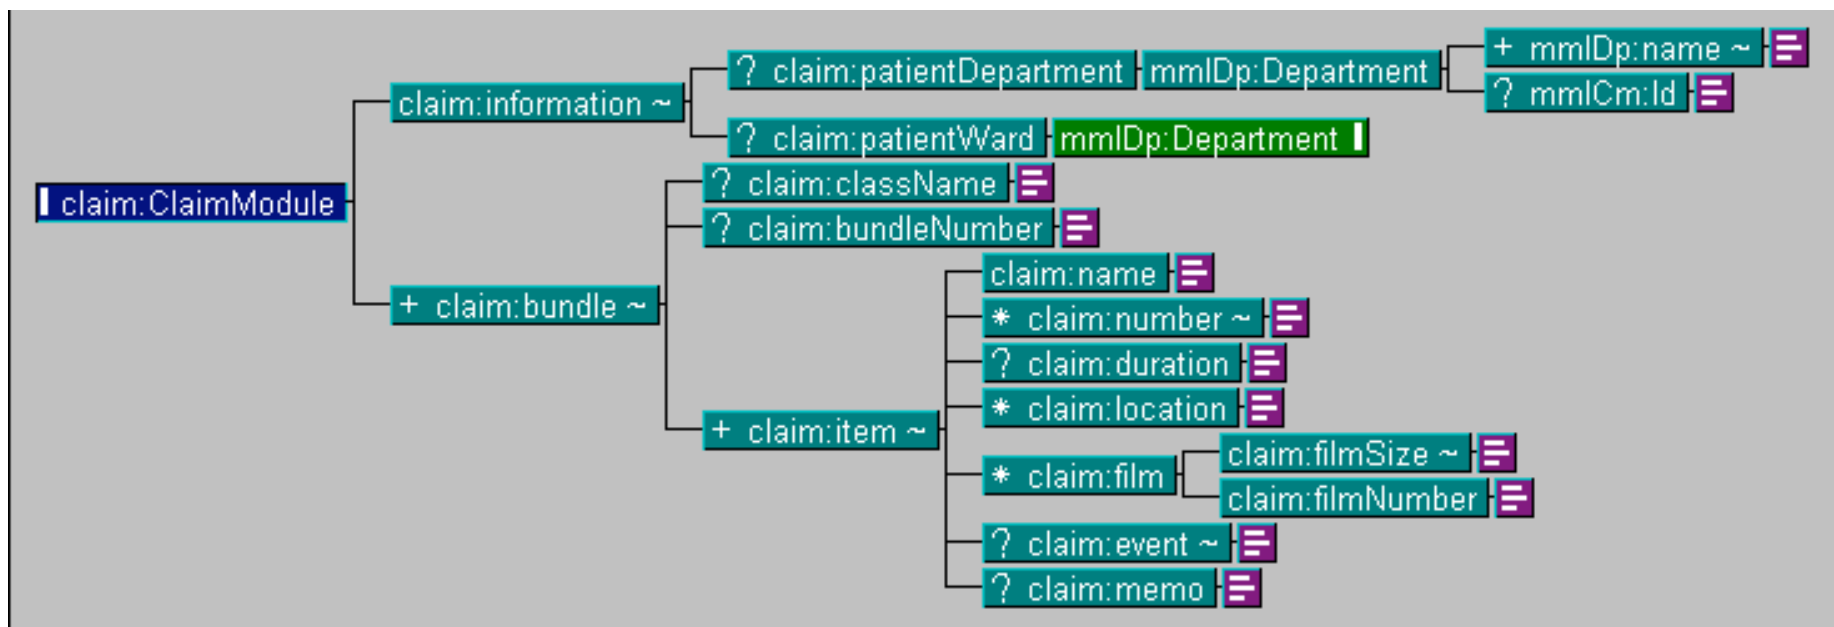 + mmlDp:name ~
? claim:patientDepartment mmlDp:Department
? mmlCm:Id
claim:information ~
? claim:patientWard mmlDp:Department
? claim:className
claim:ClaimModule
? claim:bundleNumber
claim:name
+ claim:bundle ~
* claim:number ~
? claim:duration
* claim:location
+ claim:item ~
claim:filmSize ~
* claim:film
claim:filmNumber
? claim:event ~
? claim:memo